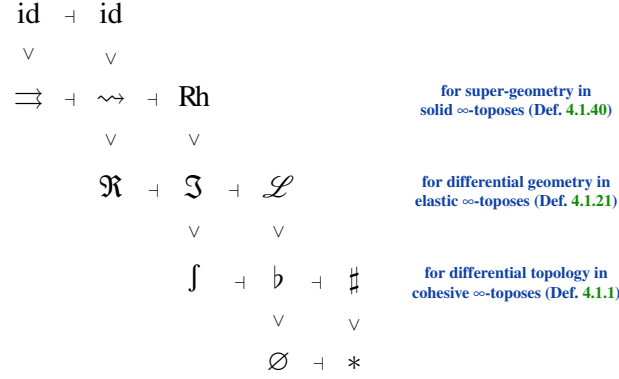 id ⊣ id
∨ ∨
⇉ ⊣ ⇝ ⊣ Rh
for super-geometry in
solid ∞-toposes (Def. 4.1.40)
∨ ∨
ℜ ⊣ ℑ ⊣ ℒ
for differential geometry in
elastic ∞-toposes (Def. 4.1.21)
∨ ∨
∫ ⊣ ♭ ⊣ ♯
for differential topology in
cohesive ∞-toposes (Def. 4.1.1)
∨ ∨
∅ ⊣ *